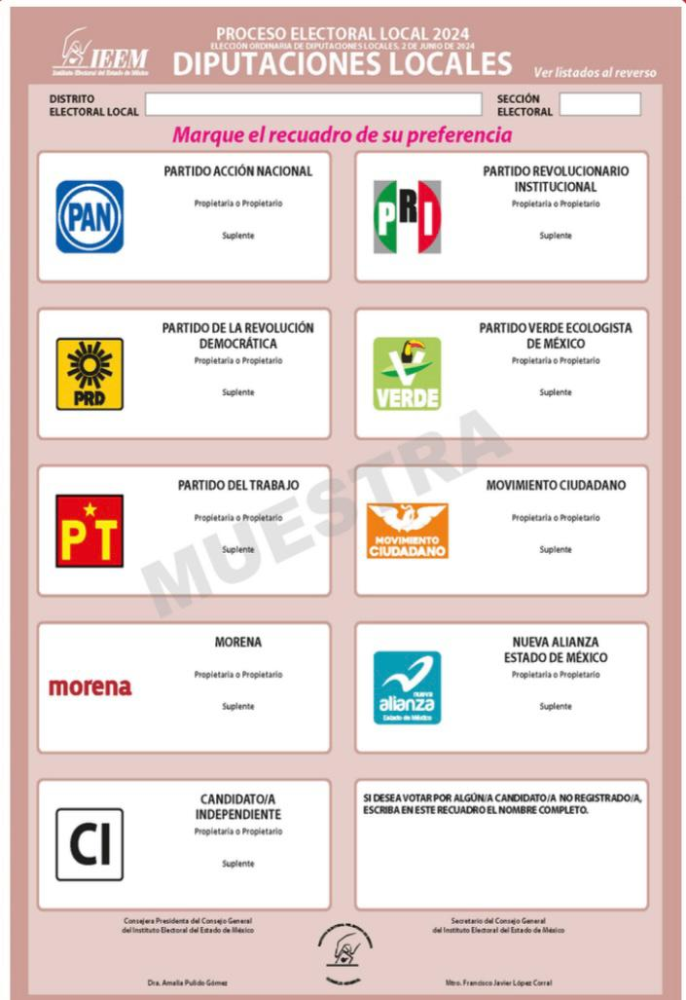 PROCESO ELECTORAL LOCAL 2024
ELECCIÓN ORDINARIA DE DIPUTACIONES LOCALES, 2 DE JUNIO DE 2024
DIPUTACIONES LOCALES
IEEM
Instituto Electoral del Estado de México
Ver listados al reverso
DISTRITO
ELECTORAL LOCAL
SECCIÓN
ELECTORAL
Marque el recuadro de su preferencia
PAN
PARTIDO ACCIÓN NACIONAL
Propietaria o Propietario
Suplente
PRI
PARTIDO REVOLUCIONARIO
INSTITUCIONAL
Propietaria o Propietario
Suplente
PRD
PARTIDO DE LA REVOLUCIÓN
DEMOCRÁTICA
Propietaria o Propietario
Suplente
VERDE
PARTIDO VERDE ECOLOGISTA
DE MÉXICO
Propietaria o Propietario
Suplente
MUESTRA
PT
PARTIDO DEL TRABAJO
Propietaria o Propietario
Suplente
MOVIMIENTO
CIUDADANO
MOVIMIENTO CIUDADANO
Propietaria o Propietario
Suplente
morena
MORENA
Propietaria o Propietario
Suplente
nueva
alianza
Estado de México
NUEVA ALIANZA
ESTADO DE MÉXICO
Propietaria o Propietario
Suplente
CI
CANDIDATO/A
INDEPENDIENTE
Propietaria o Propietario
Suplente
SI DESEA VOTAR POR ALGÚN/A CANDIDATO/A NO REGISTRADO/A,
ESCRIBA EN ESTE RECUADRO EL NOMBRE COMPLETO.
Consejera Presidenta del Consejo General
del Instituto Electoral del Estado de México
Dra. Amalia Pulido Gómez
CONSEJO GENERAL
Secretario del Consejo General
del Instituto Electoral del Estado de México
Mtro. Francisco Javier López Corral